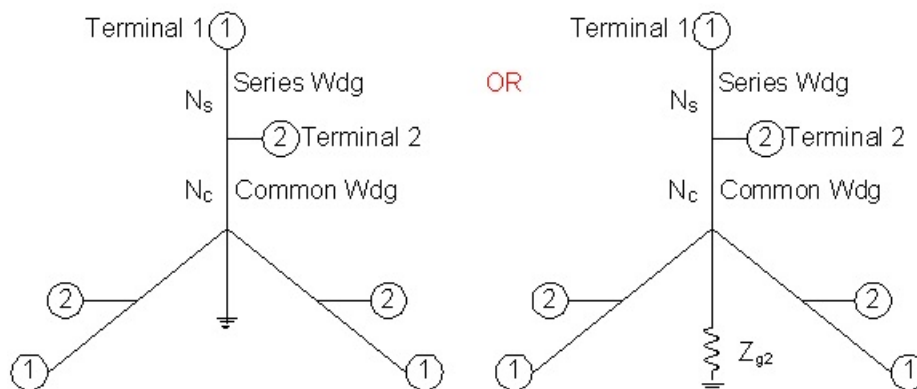 Terminal 1 1
Series Wdg
Ns
2 Terminal 2
Nc Common Wdg
2 2
1 1
OR
Terminal 1 1
Series Wdg
Ns
2 Terminal 2
Nc Common Wdg
2 2
Zg2
1 1